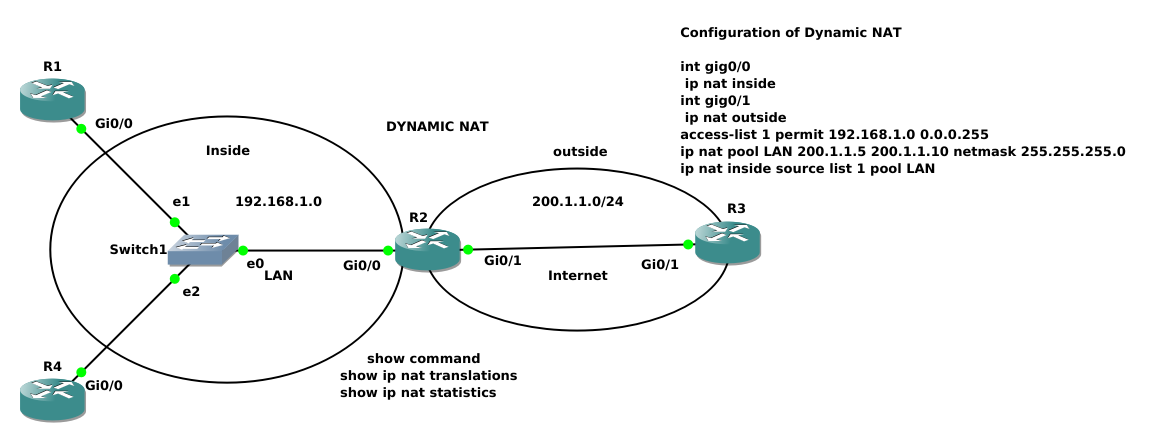 Configuration of Dynamic NAT
int gig0/0
ip nat inside
int gig0/1
ip nat outside
access-list 1 permit 192.168.1.0 0.0.0.255
ip nat pool LAN 200.1.1.5 200.1.1.10 netmask 255.255.255.0
ip nat inside source list 1 pool LAN
R1
Gi0/0
DYNAMIC NAT
Inside
outside
e1
192.168.1.0
200.1.1.0/24
R2
R3
Switch1
e0
LAN
Gi0/0
Gi0/1
Internet
Gi0/1
e2
R4
Gi0/0
show command
show ip nat translations
show ip nat statistics